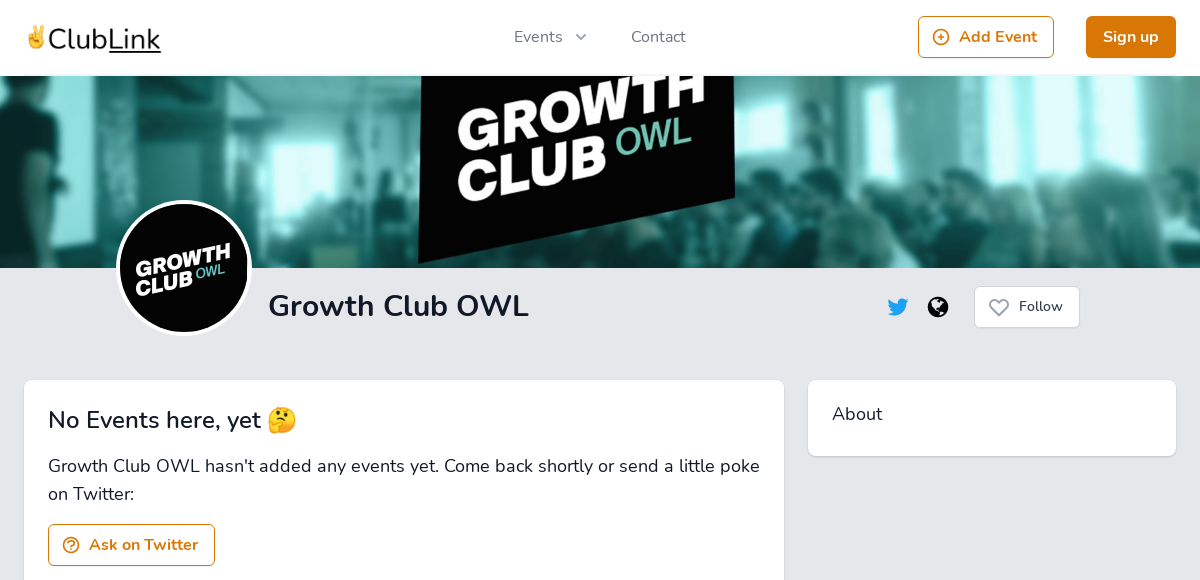 ClubLink
Events
Contact
Add Event
Sign up
GROWTH
CLUB OWL
GROWTH
CLUB OWL
Growth Club OWL
Follow
No Events here, yet 🤔
Growth Club OWL hasn't added any events yet. Come back shortly or send a little poke
on Twitter:
Ask on Twitter
About